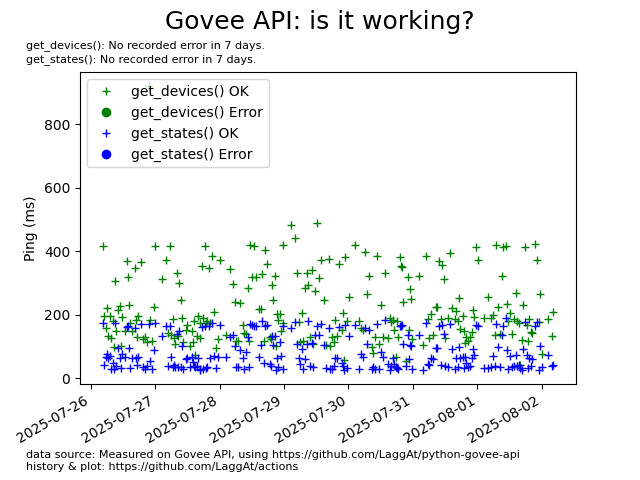 Govee API: is it working?
get_devices(): No recorded error in 7 days.
get_states(): No recorded error in 7 days.
get_devices() OK
get_devices() Error
get_states() OK
get_states() Error
Ping (ms)
800
600
400
200
0
2025-07-26
2025-07-27
2025-07-28
2025-07-29
2025-07-30
2025-07-31
2025-08-01
2025-08-02
data source: Measured on Govee API, using https://github.com/LaggAt/python-govee-api
history & plot: https://github.com/LaggAt/actions